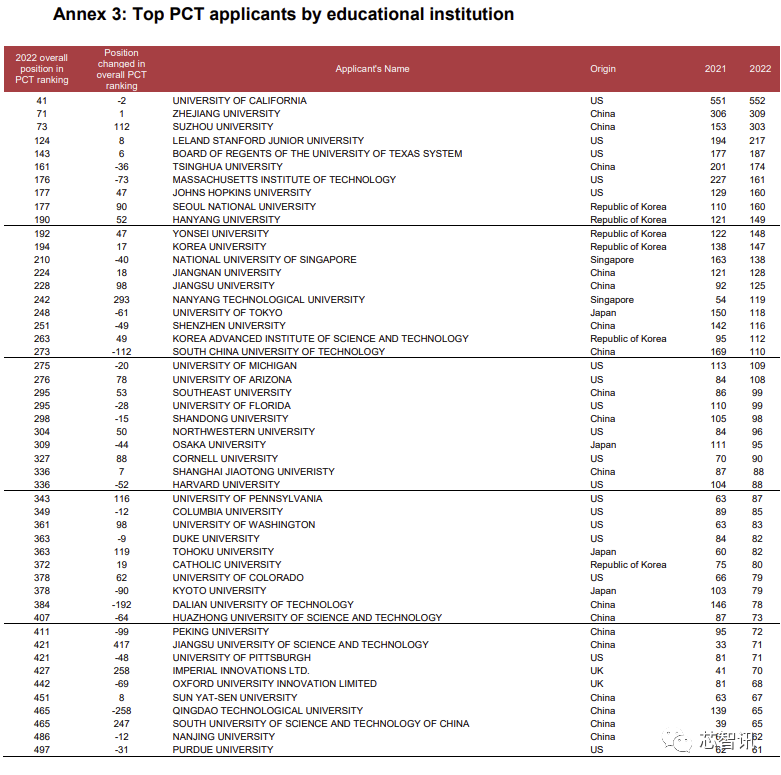 Annex 3: Top PCT applicants by educational institution
2022 overall position in PCT ranking Position changed in overall PCT ranking Applicant's Name Origin 2021 2022
41 -2 UNIVERSITY OF CALIFORNIA US 551 552
71 1 ZHEJIANG UNIVERSITY China 306 309
73 112 SUZHOU UNIVERSITY China 153 303
124 8 LELAND STANFORD JUNIOR UNIVERSITY US 194 217
143 6 BOARD OF REGENTS OF THE UNIVERSITY OF TEXAS SYSTEM US 177 187
161 -36 TSINGHUA UNIVERSITY China 201 174
176 -73 MASSACHUSETTS INSTITUTE OF TECHNOLOGY US 227 161
177 47 JOHNS HOPKINS UNIVERSITY US 129 160
177 90 SEOUL NATIONAL UNIVERSITY Republic of Korea 110 160
190 52 HANYANG UNIVERSITY Republic of Korea 121 149
192 47 YONSEI UNIVERSITY Republic of Korea 122 148
194 17 KOREA UNIVERSITY Republic of Korea 138 147
210 -40 NATIONAL UNIVERSITY OF SINGAPORE Singapore 163 138
224 18 JIANGNAN UNIVERSITY China 121 128
228 98 JIANGSU UNIVERSITY China 92 125
242 293 NANYANG TECHNOLOGICAL UNIVERSITY Singapore 54 119
248 -61 UNIVERSITY OF TOKYO Japan 150 118
251 -49 SHENZHEN UNIVERSITY China 142 116
263 49 KOREA ADVANCED INSTITUTE OF SCIENCE AND TECHNOLOGY Republic of Korea 95 112
273 -112 SOUTH CHINA UNIVERSITY OF TECHNOLOGY China 169 110
275 -20 UNIVERSITY OF MICHIGAN US 113 109
276 78 UNIVERSITY OF ARIZONA US 84 108
295 53 SOUTHEAST UNIVERSITY China 86 99
295 -28 UNIVERSITY OF FLORIDA US 110 99
298 -15 SHANDONG UNIVERSITY China 105 98
304 50 NORTHWESTERN UNIVERSITY US 84 96
309 -44 OSAKA UNIVERSITY Japan 111 95
327 88 CORNELL UNIVERSITY US 70 90
336 7 SHANGHAI JIAOTONG UNIVERISTY China 87 88
336 -52 HARVARD UNIVERSITY US 104 88
343 116 UNIVERSITY OF PENNSYLVANIA US 63 87
349 -12 COLUMBIA UNIVERSITY US 89 85
361 98 UNIVERSITY OF WASHINGTON US 63 83
363 -9 DUKE UNIVERSITY US 84 82
363 119 TOHOKU UNIVERSITY Japan 60 82
372 19 CATHOLIC UNIVERSITY Republic of Korea 75 80
378 62 UNIVERSITY OF COLORADO US 66 79
378 -90 KYOTO UNIVERSITY Japan 103 79
384 -192 DALIAN UNIVERSITY OF TECHNOLOGY China 146 78
407 -64 HUAZHONG UNIVERSITY OF SCIENCE AND TECHNOLOGY China 87 73
411 -99 PEKING UNIVERSITY China 95 72
421 417 JIANGSU UNIVERSITY OF SCIENCE AND TECHNOLOGY China 33 71
421 -48 UNIVERSITY OF PITTSBURGH US 81 71
427 258 IMPERIAL INNOVATIONS LTD. UK 41 70
442 -69 OXFORD UNIVERSITY INNOVATION LIMITED UK 81 68
451 8 SUN YAT-SEN UNIVERSITY China 63 67
465 -258 QINGDAO TECHNOLOGICAL UNIVERSITY China 139 65
465 247 SOUTH UNIVERSITY OF SCIENCE AND TECHNOLOGY OF CHINA China 39 65
486 -12 NANJING UNIVERSITY China 62
497 -31 PURDUE UNIVERSITY US 62 61
芯智讯